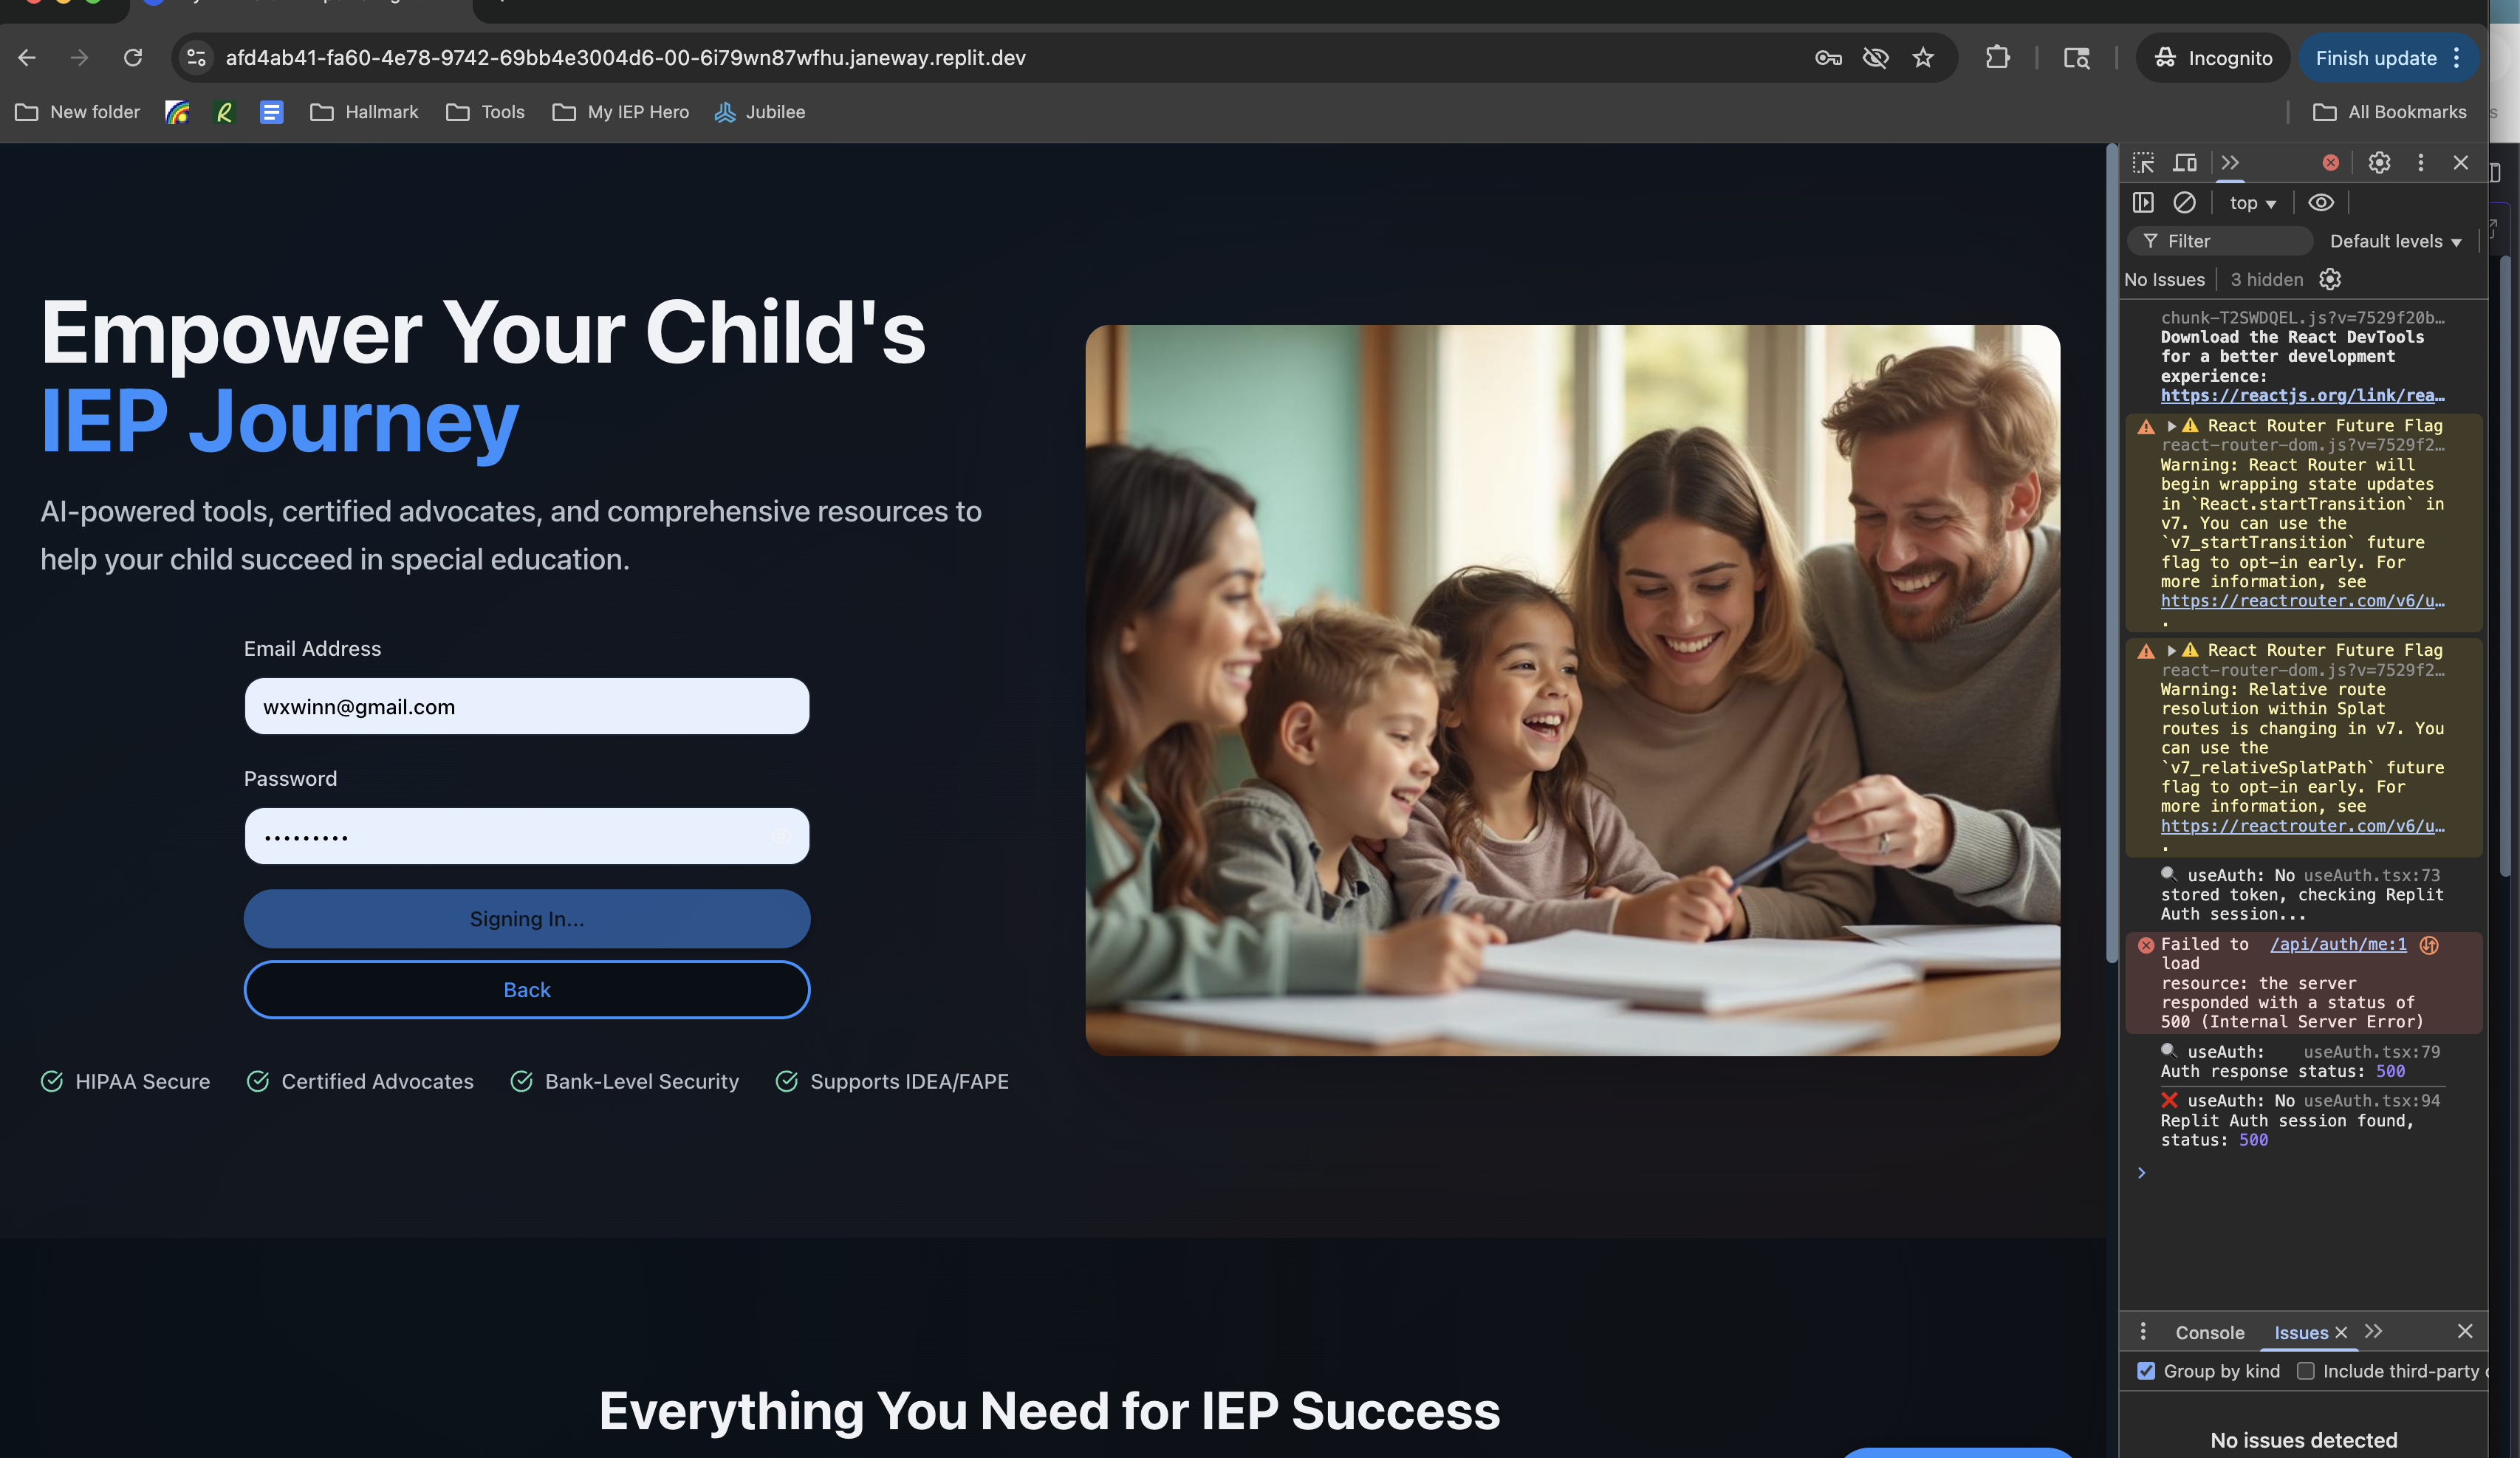 afd4ab41-fa60-4e78-9742-69bb4e3004d6-00-6i79wn87wfhu.janeway.replit.dev
Incognito
Finish update
New folder
Hallmark
Tools
My IEP Hero
Jubilee
All Bookmarks
Empower Your Child's
IEP Journey
AI-powered tools, certified advocates, and comprehensive resources to
help your child succeed in special education.
Email Address
wxwinn@gmail.com
Password
•••••••••
Signing In...
Back
HIPAA Secure
Certified Advocates
Bank-Level Security
Supports IDEA/FAPE
Everything You Need for IEP Success
top
Filter
Default levels
No Issues
3 hidden
chunk-T2SWDQEL.js?v=7529f20b…
Download the React DevTools
for a better development
experience:
https://reactjs.org/link/rea…
React Router Future Flag
react-router-dom.js?v=7529f2…
Warning: React Router will
begin wrapping state updates
in `React.startTransition` in
v7. You can use the
`v7_startTransition` future
flag to opt-in early. For
more information, see
https://reactrouter.com/v6/u…
.
React Router Future Flag
react-router-dom.js?v=7529f2…
Warning: Relative route
resolution within Splat
routes is changing in v7. You
can use the
`v7_relativeSplatPath` future
flag to opt-in early. For
more information, see
https://reactrouter.com/v6/u…
.
useAuth: No useAuth.tsx:73
stored token, checking Replit
Auth session...
Failed to /api/auth/me:1
load
resource: the server
responded with a status of
500 (Internal Server Error)
useAuth: useAuth.tsx:79
Auth response status: 500
useAuth: No useAuth.tsx:94
Replit Auth session found,
status: 500
Console
Issues
Group by kind
Include third-party
No issues detected